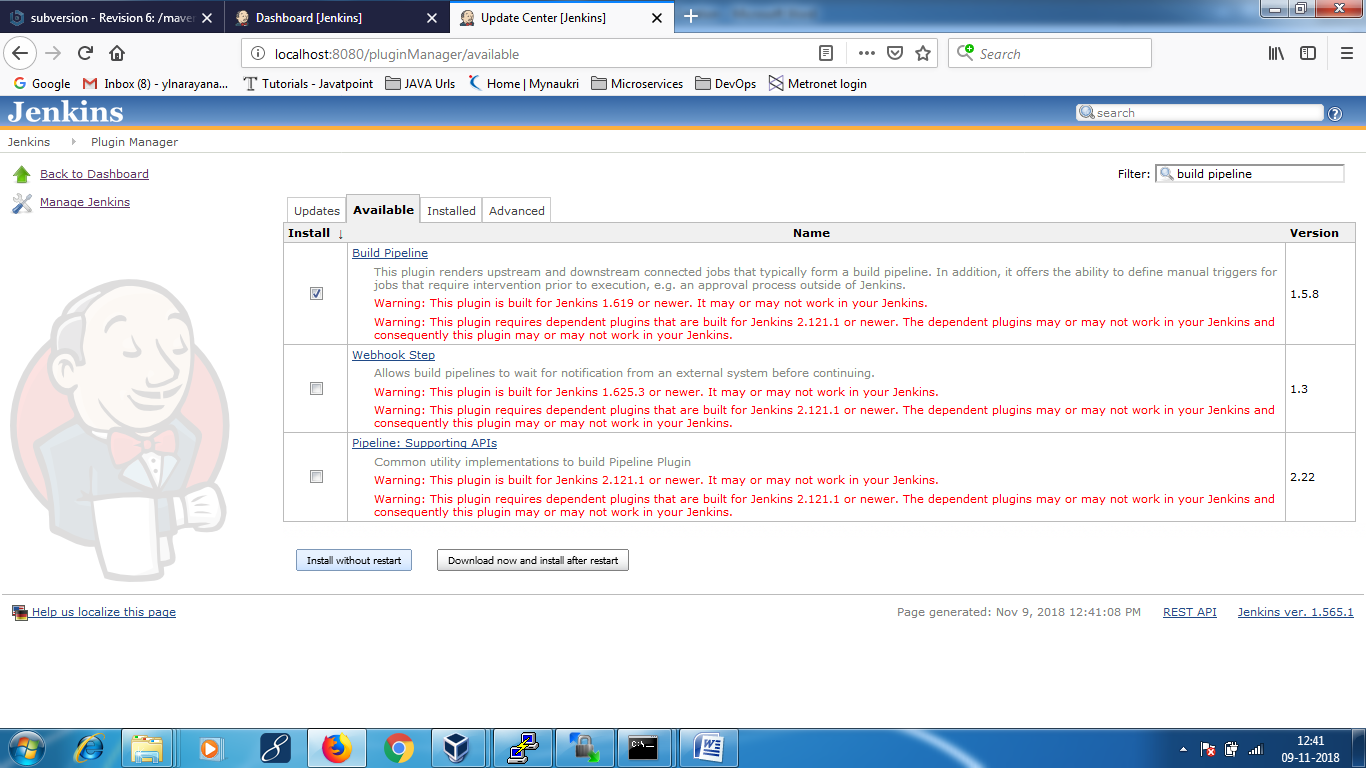 subversion - Revision 6: /maven
Dashboard [Jenkins]
Update Center [Jenkins]
localhost:8080/pluginManager/available
Search
Google
Inbox (8) - ylnarayana...
Tutorials - Javatpoint
JAVA Urls
Home | Mynaukri
Microservices
DevOps
Metronet login
Jenkins
search
Jenkins
Plugin Manager
Back to Dashboard
Manage Jenkins
Filter: build pipeline
Updates
Available
Installed
Advanced
Install ↓
Name
Version
Build Pipeline
This plugin renders upstream and downstream connected jobs that typically form a build pipeline. In addition, it offers the ability to define manual triggers for
jobs that require intervention prior to execution, e.g. an approval process outside of Jenkins.
Warning: This plugin is built for Jenkins 1.619 or newer. It may or may not work in your Jenkins.
Warning: This plugin requires dependent plugins that are built for Jenkins 2.121.1 or newer. The dependent plugins may or may not work in your Jenkins and
consequently this plugin may or may not work in your Jenkins.
1.5.8
Webhook Step
Allows build pipelines to wait for notification from an external system before continuing.
Warning: This plugin is built for Jenkins 1.625.3 or newer. It may or may not work in your Jenkins.
Warning: This plugin requires dependent plugins that are built for Jenkins 2.121.1 or newer. The dependent plugins may or may not work in your Jenkins and
consequently this plugin may or may not work in your Jenkins.
1.3
Pipeline: Supporting APIs
Common utility implementations to build Pipeline Plugin
Warning: This plugin is built for Jenkins 2.121.1 or newer. It may or may not work in your Jenkins.
Warning: This plugin requires dependent plugins that are built for Jenkins 2.121.1 or newer. The dependent plugins may or may not work in your Jenkins and
consequently this plugin may or may not work in your Jenkins.
2.22
Install without restart
Download now and install after restart
Help us localize this page
Page generated: Nov 9, 2018 12:41:08 PM
REST API
Jenkins ver. 1.565.1
12:41
09-11-2018